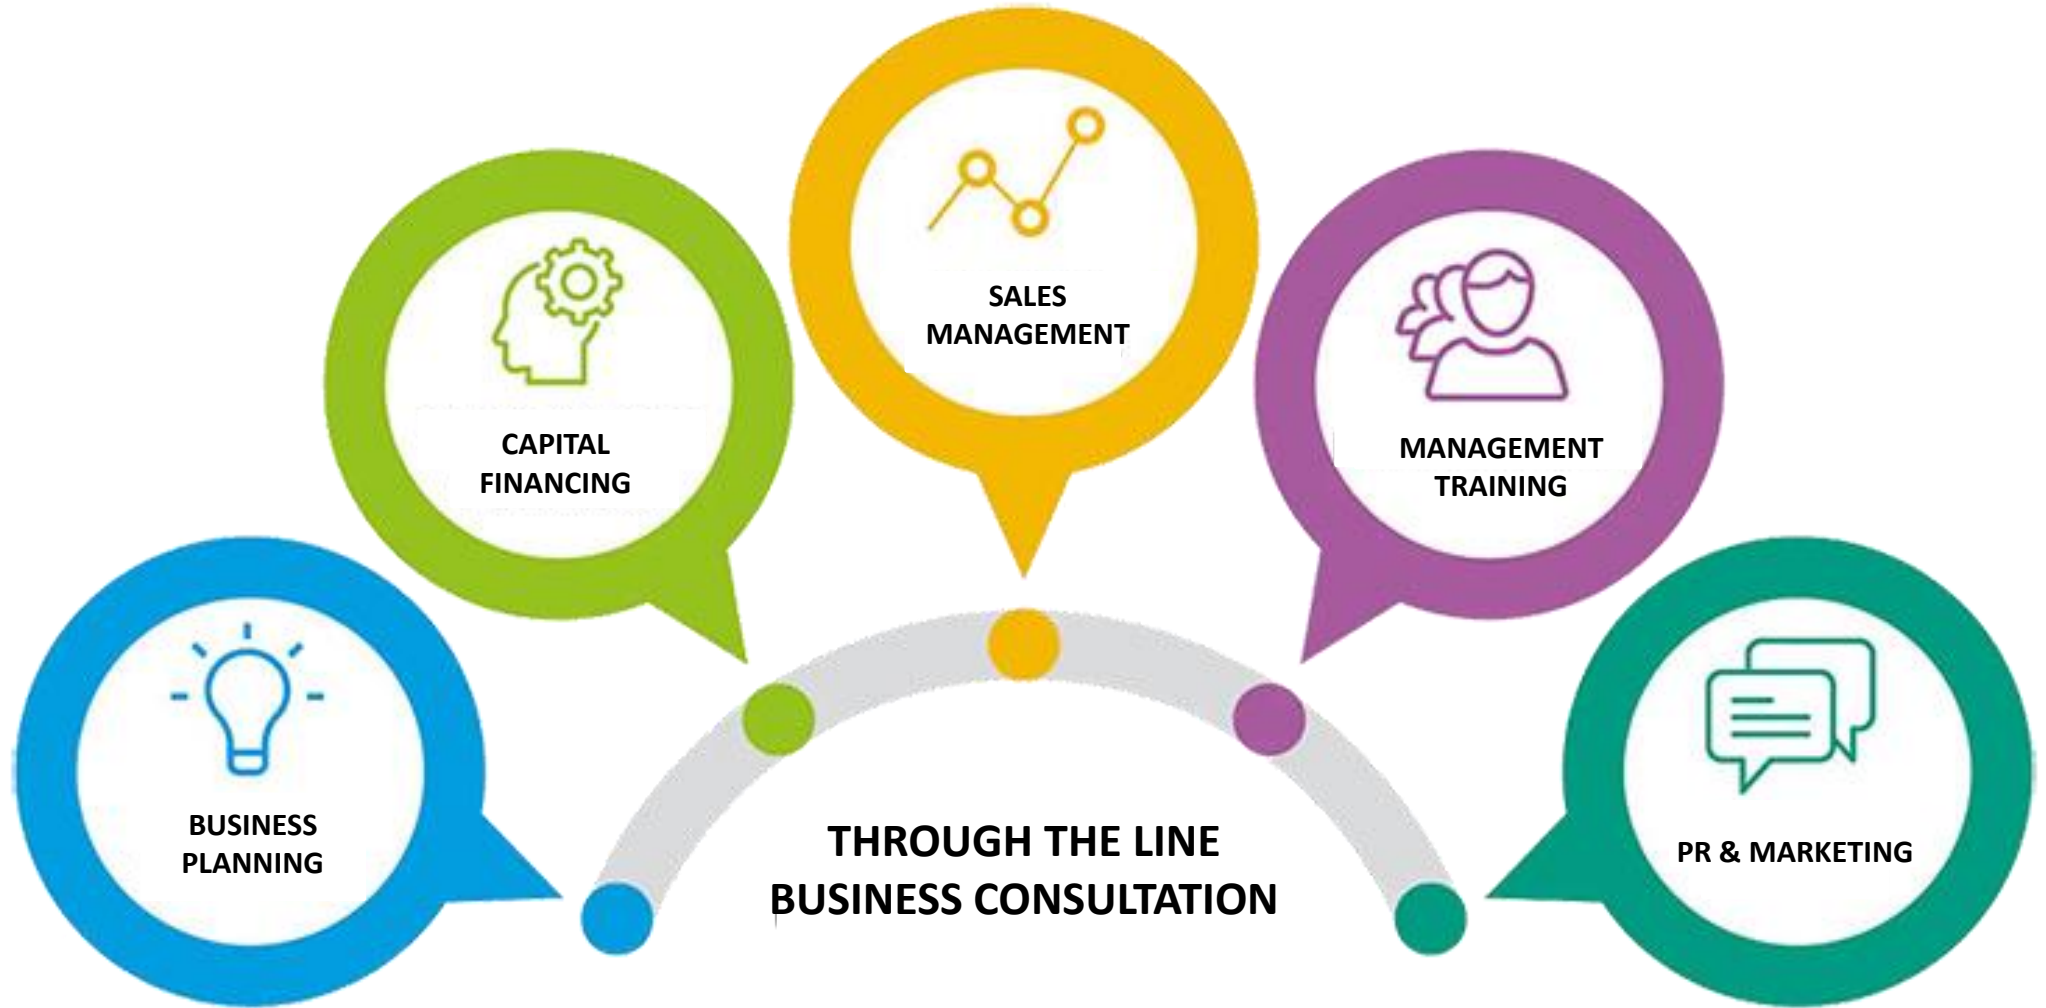 BUSINESS
PLANNING
CAPITAL
FINANCING
SALES
MANAGEMENT
MANAGEMENT
TRAINING
PR & MARKETING
THROUGH THE LINE
BUSINESS CONSULTATION